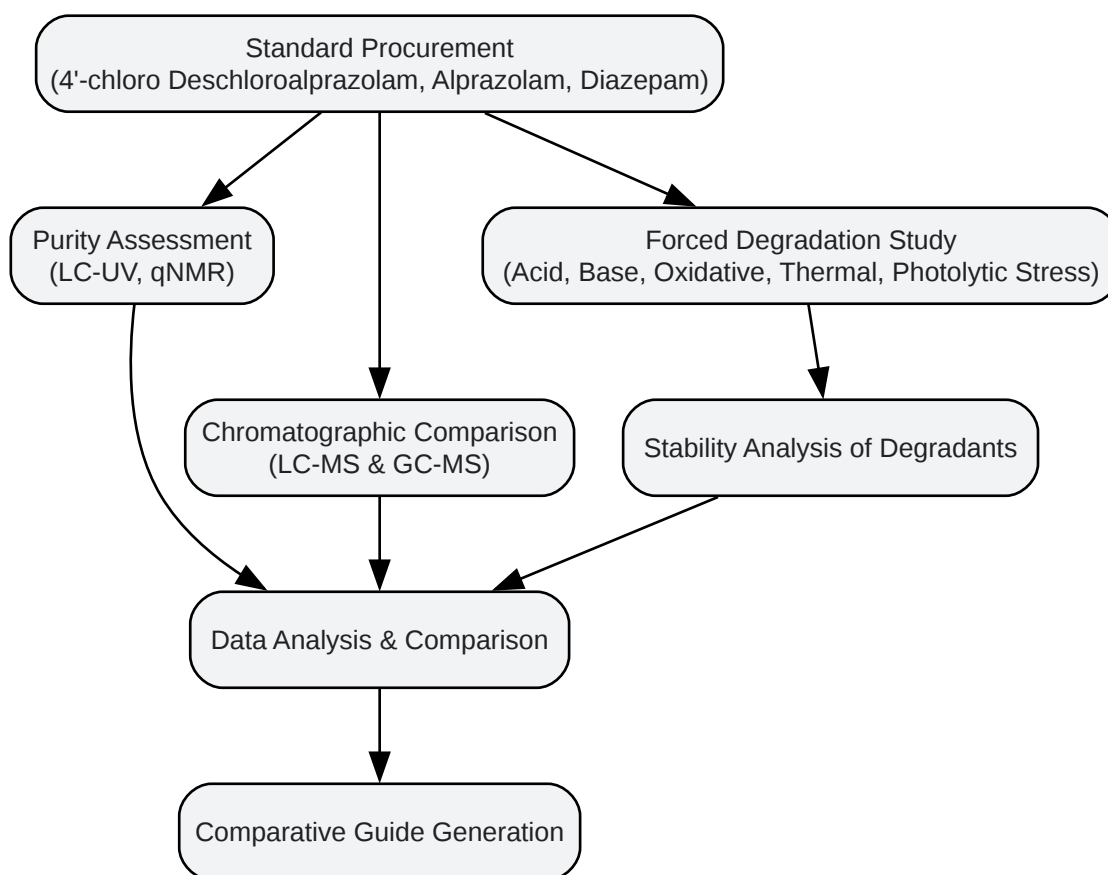 Standard Procurement
(4'-chloro Deschloroalprazolam, Alprazolam, Diazepam)
Purity Assessment
(LC-UV, qNMR)
Forced Degradation Study
(Acid, Base, Oxidative, Thermal, Photolytic Stress)
Chromatographic Comparison
(LC-MS & GC-MS)
Stability Analysis of Degradants
Data Analysis & Comparison
Comparative Guide Generation